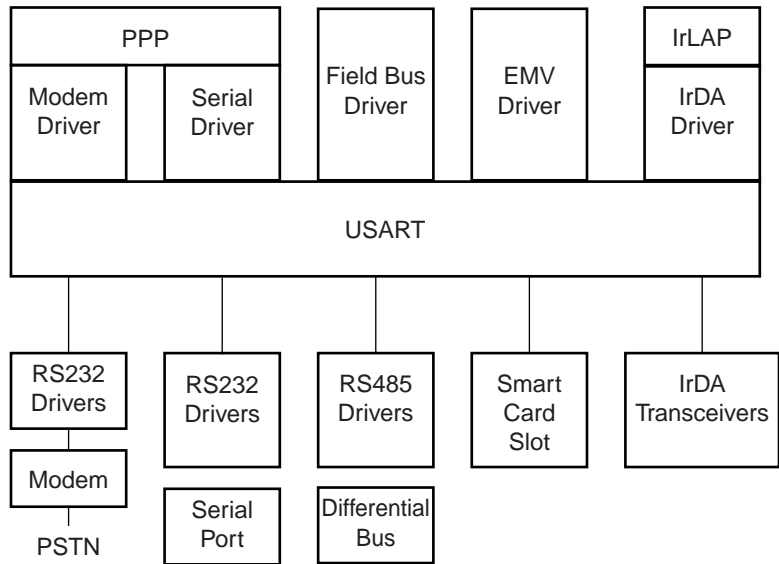 PPP
IrLAP
Modem
Driver
Serial
Driver
Field Bus
Driver
EMV
Driver
IrDA
Driver
USART
RS232
Drivers
RS232
Drivers
RS485
Drivers
Smart
Card
Slot
IrDA
Transceivers
Modem
Serial
Port
Differential
Bus
PSTN